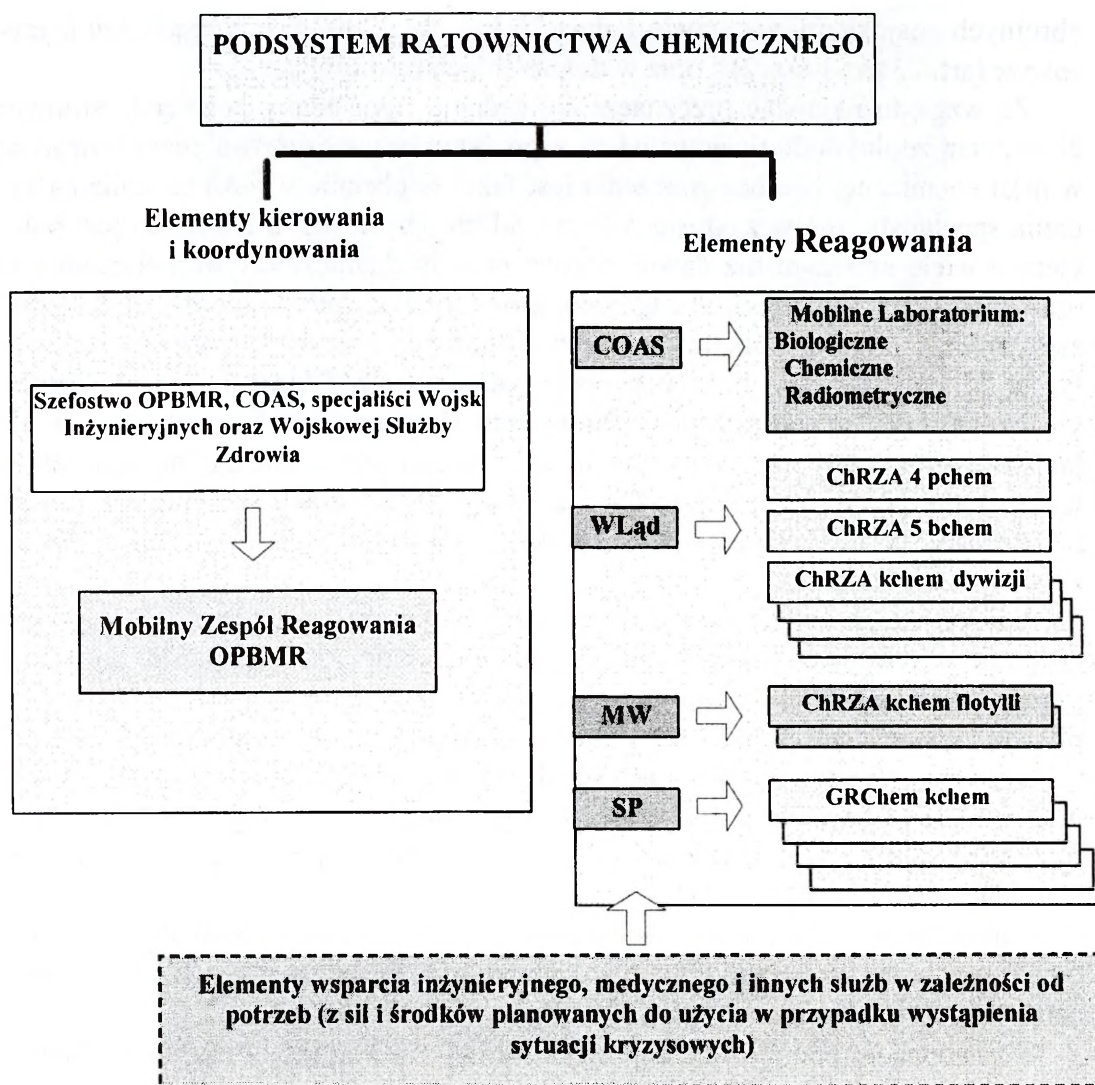 PODSYSTEM RATOWNICTWA CHEMICZNEGO
Elementy kierowania
i koordynowania
Elementy Reagowania
Szefostwo OPBMR, COAS, specjaliści Wojsk
Inżynieryjnych oraz Wojskowej Służby
Zdrowia
Mobilny Zespół Reagowania
OPBMR
COAS
Mobilne Laboratorium:
Biologiczne
Chemiczne
Radiometryczne
WLąd
ChRZA 4 pchem
ChRZA 5 bchem
ChRZA kchem dywizji
MW
ChRZA kchem flotylli
SP
GRChem kchem
Elementy wsparcia inżynieryjnego, medycznego i innych służb w zależności od
potrzeb (z sił i środków planowanych do użycia w przypadku wystąpienia
sytuacji kryzysowych)